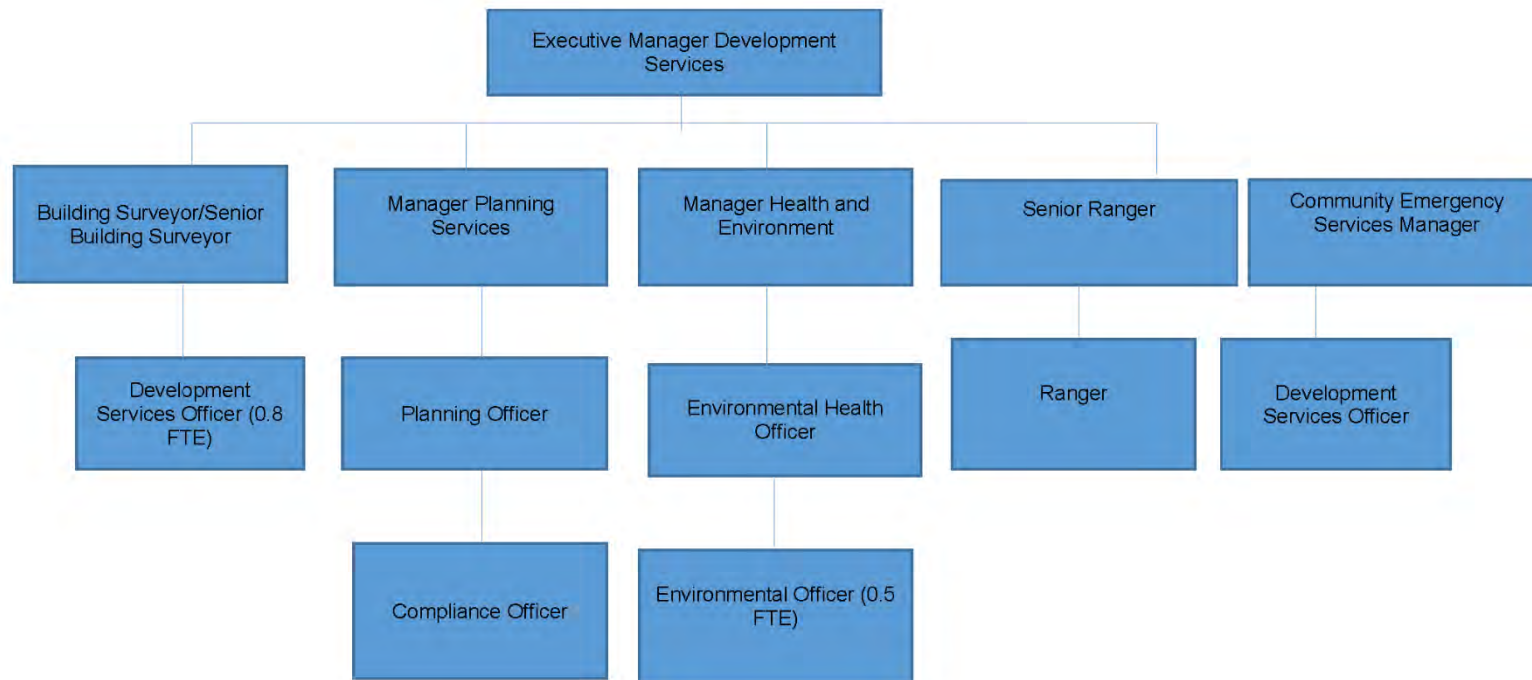 Executive Manager Development
Services
Building Surveyor/Senior
Building Surveyor
Manager Planning
Services
Manager Health and
Environment
Senior Ranger
Community Emergency
Services Manager
Development
Services Officer (0.8
FTE)
Planning Officer
Environmental Health
Officer
Ranger
Development
Services Officer
Compliance Officer
Environmental Officer (0.5
FTE)